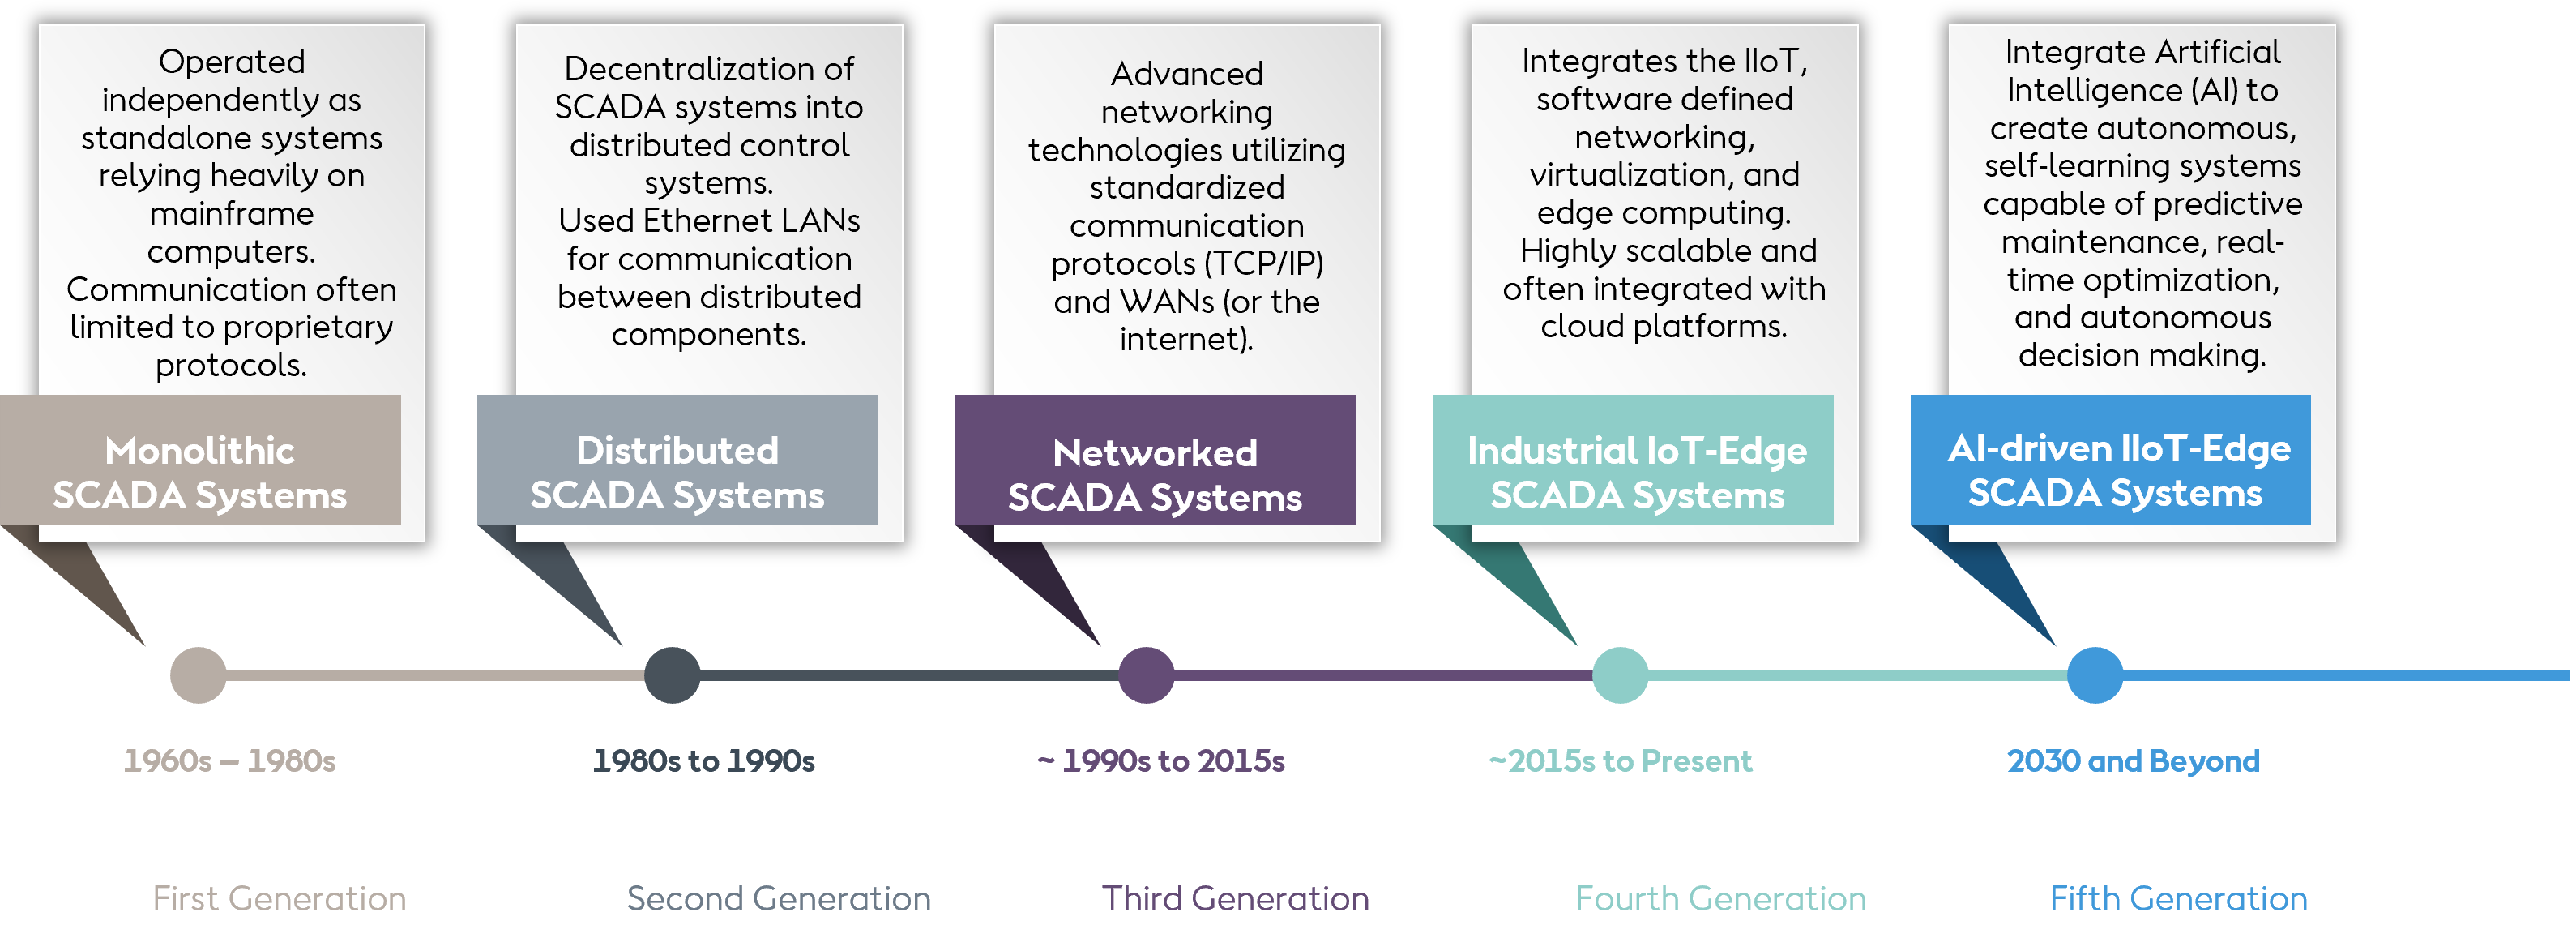 Operated
independently as
standalone systems
relying heavily on
mainframe
computers.
Communication often
limited to proprietary
protocols.
Monolithic
SCADA Systems
Decentralization of
SCADA systems into
distributed control
systems.
Used Ethernet LANs
for communication
between distributed
components.
Distributed
SCADA Systems
Advanced
networking
technologies utilizing
standardized
communication
protocols (TCP/IP)
and WANs (or the
internet).
Networked
SCADA Systems
Integrates the IIoT,
software defined
networking,
virtualization, and
edge computing.
Highly scalable and
often integrated with
cloud platforms.
Industrial IoT-Edge
SCADA Systems
Integrate Artificial
Intelligence (AI) to
create autonomous,
self-learning systems
capable of predictive
maintenance, real-
time optimization,
and autonomous
decision making.
AI-driven IIoT-Edge
SCADA Systems
1960s – 1980s
1980s to 1990s
~ 1990s to 2015s
~2015s to Present
2030 and Beyond
First Generation
Second Generation
Third Generation
Fourth Generation
Fifth Generation